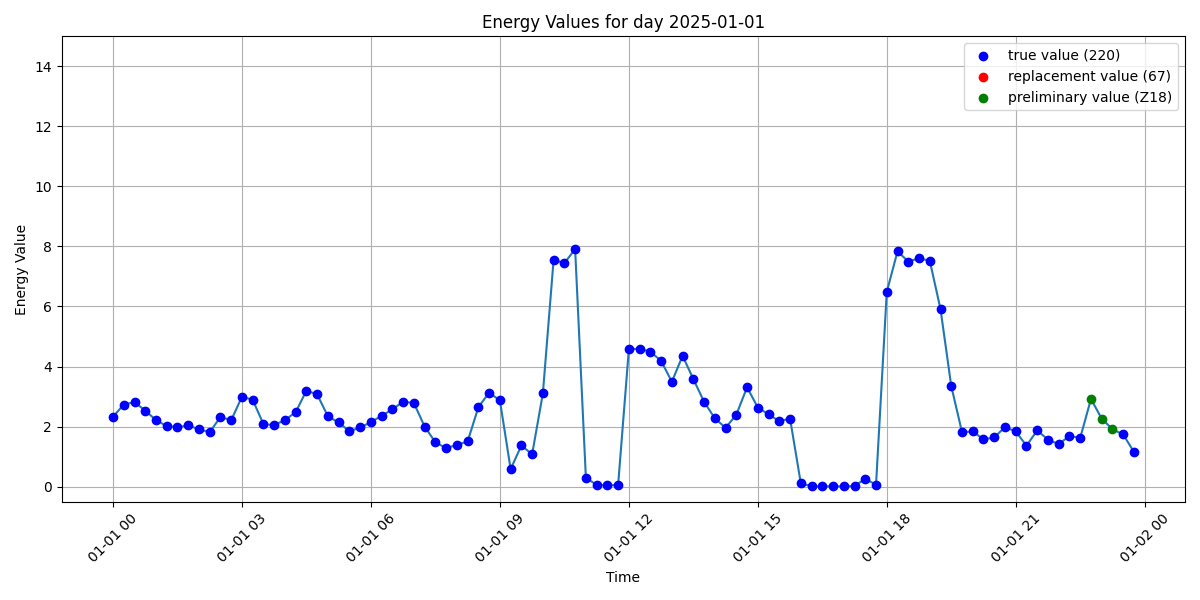 Energy Values for day 2025-01-01
true value (220)
replacement value (67)
preliminary value (Z18)
Energy Value
14
12
10
8
6
4
2
0
01-01 00
01-01 03
01-01 06
01-01 09
01-01 12
01-01 15
01-01 18
01-01 21
01-02 00
Time